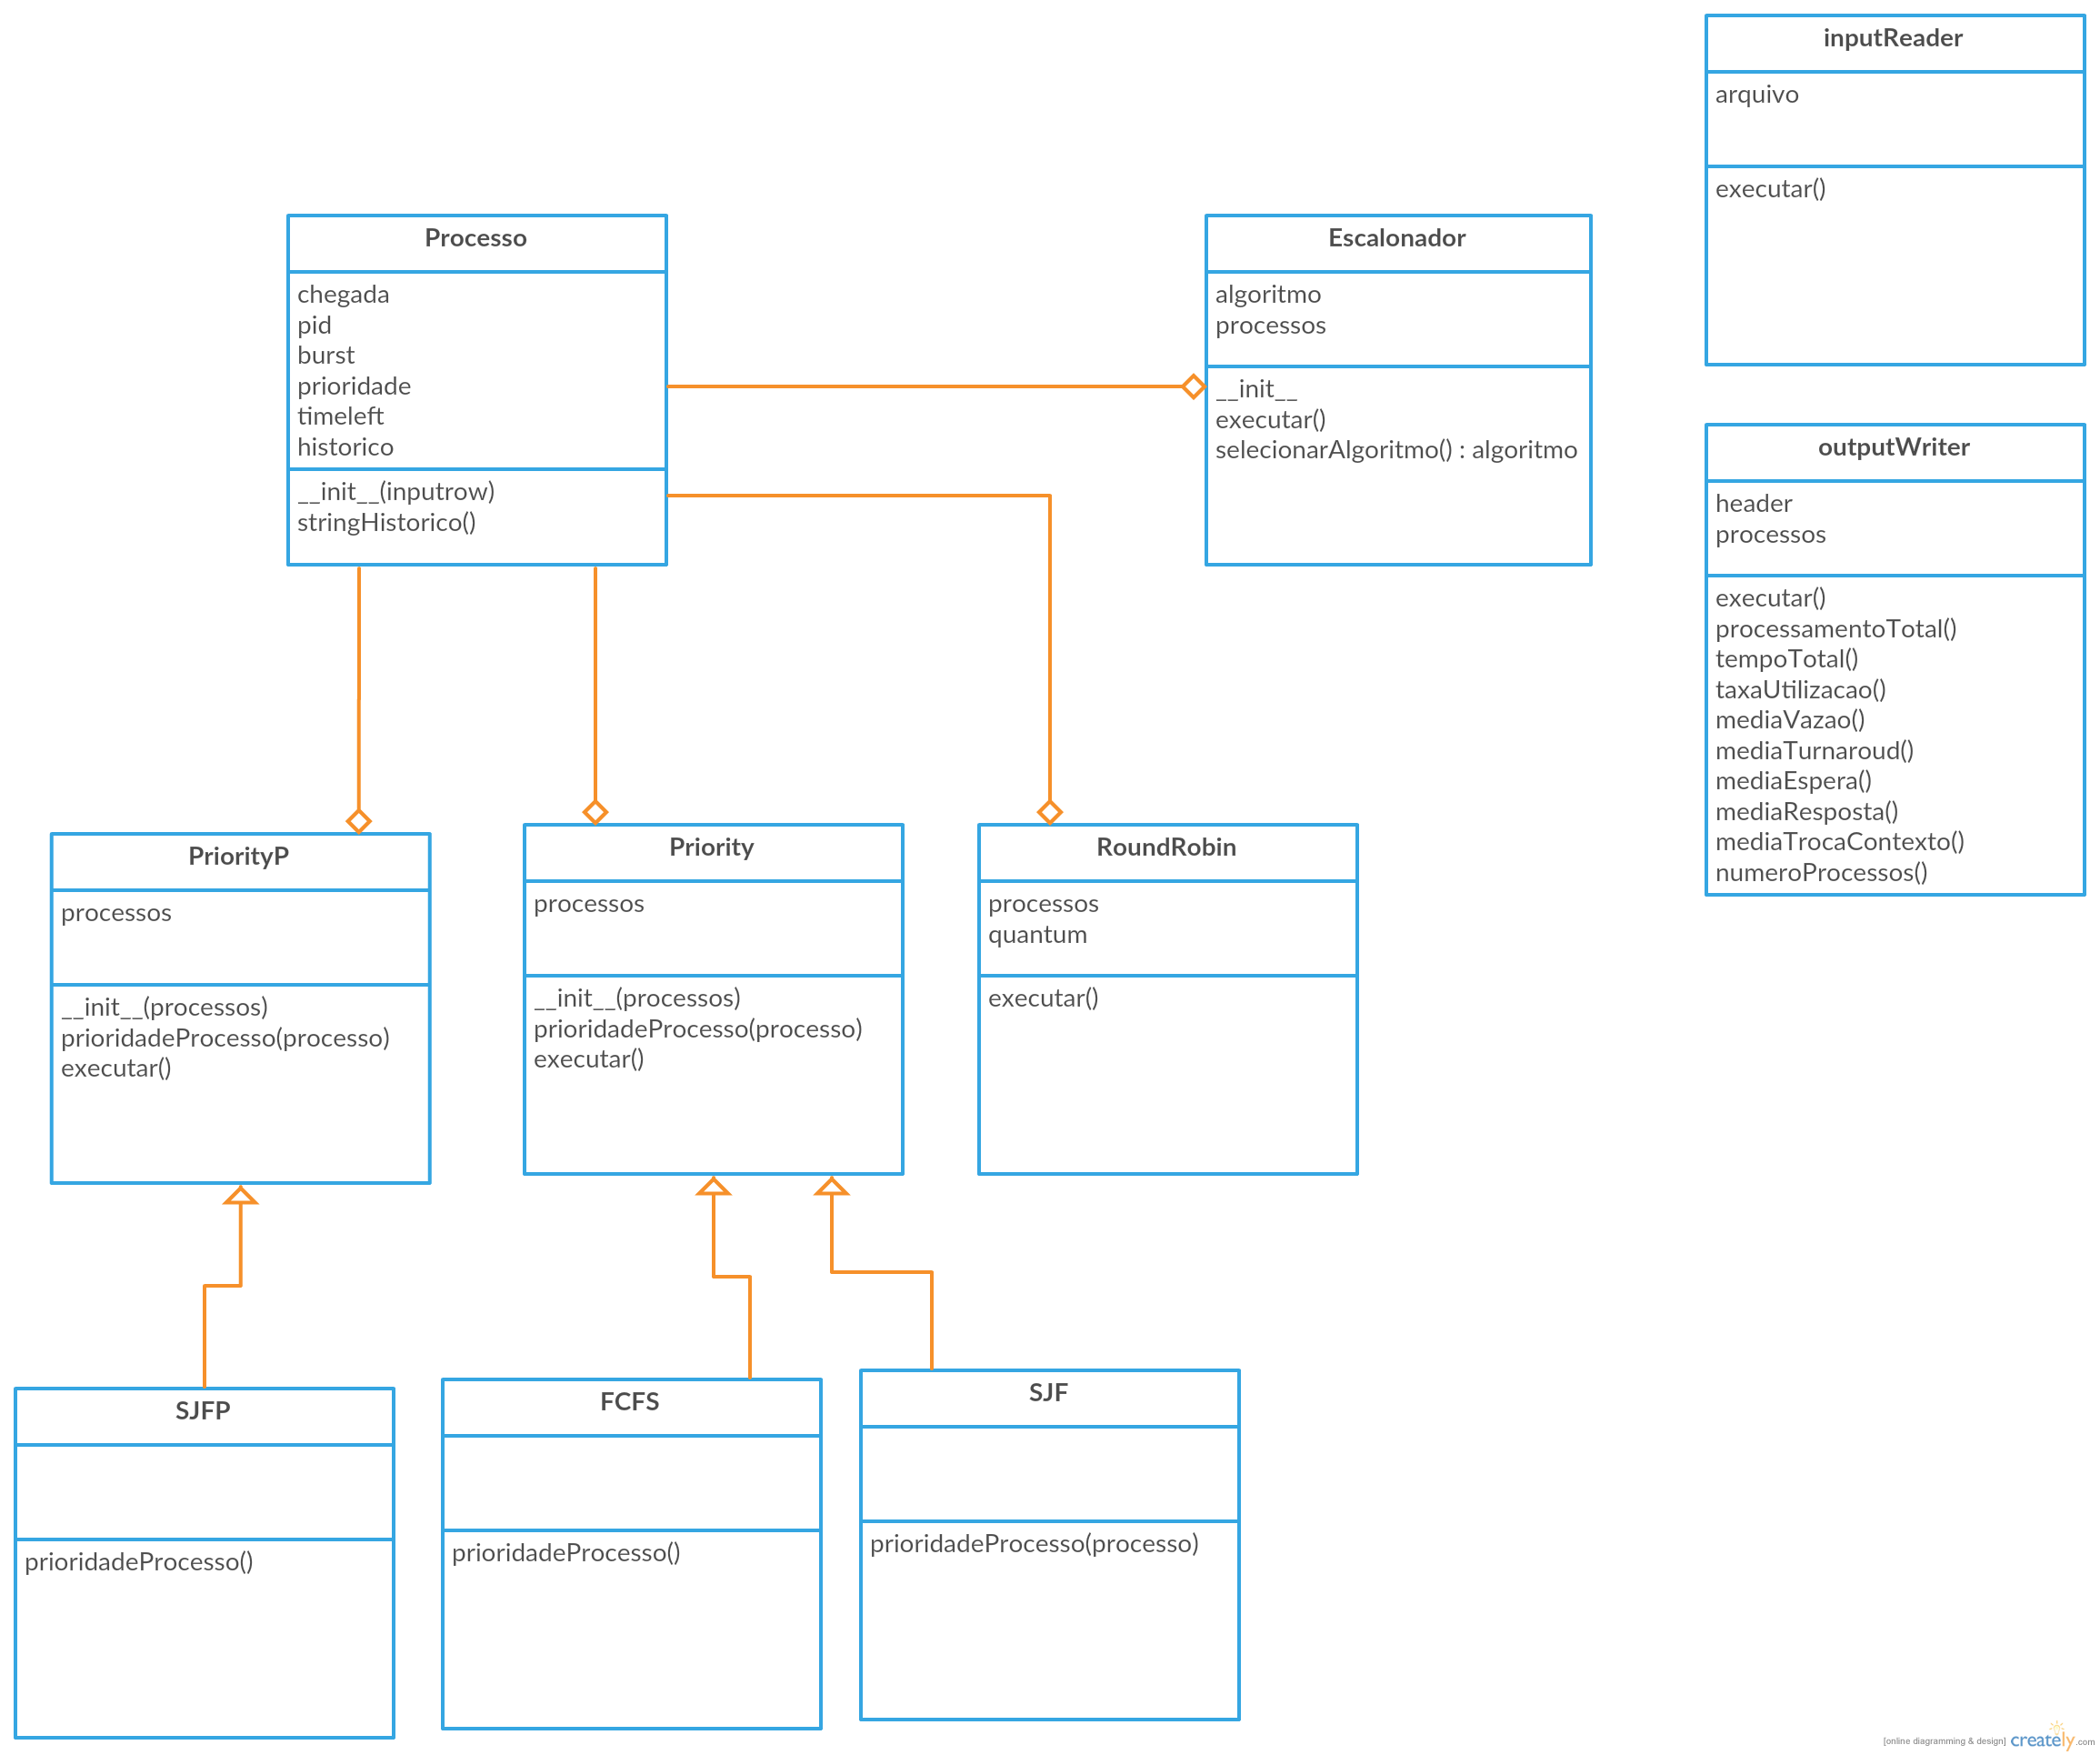 inputReader
arquivo
executar()
Processo
chegada
pid
burst
prioridade
timeleft
historico
__init__(inputrow)
stringHistorico()
Escalonador
algoritmo
processos
__init__
executar()
selecionarAlgoritmo() : algoritmo
outputWriter
header
processos
executar()
processamentoTotal()
tempoTotal()
taxaUtilizacao()
mediaVazao()
mediaTurnaroud()
mediaEspera()
mediaResposta()
mediaTrocaContexto()
numeroProcessos()
PriorityP
processos
__init__(processos)
prioridadeProcesso(processo)
executar()
Priority
processos
__init__(processos)
prioridadeProcesso(processo)
executar()
RoundRobin
processos
quantum
executar()
SJFP
prioridadeProcesso()
FCFS
prioridadeProcesso()
SJF
prioridadeProcesso(processo)
[online diagramming & design] creately.com